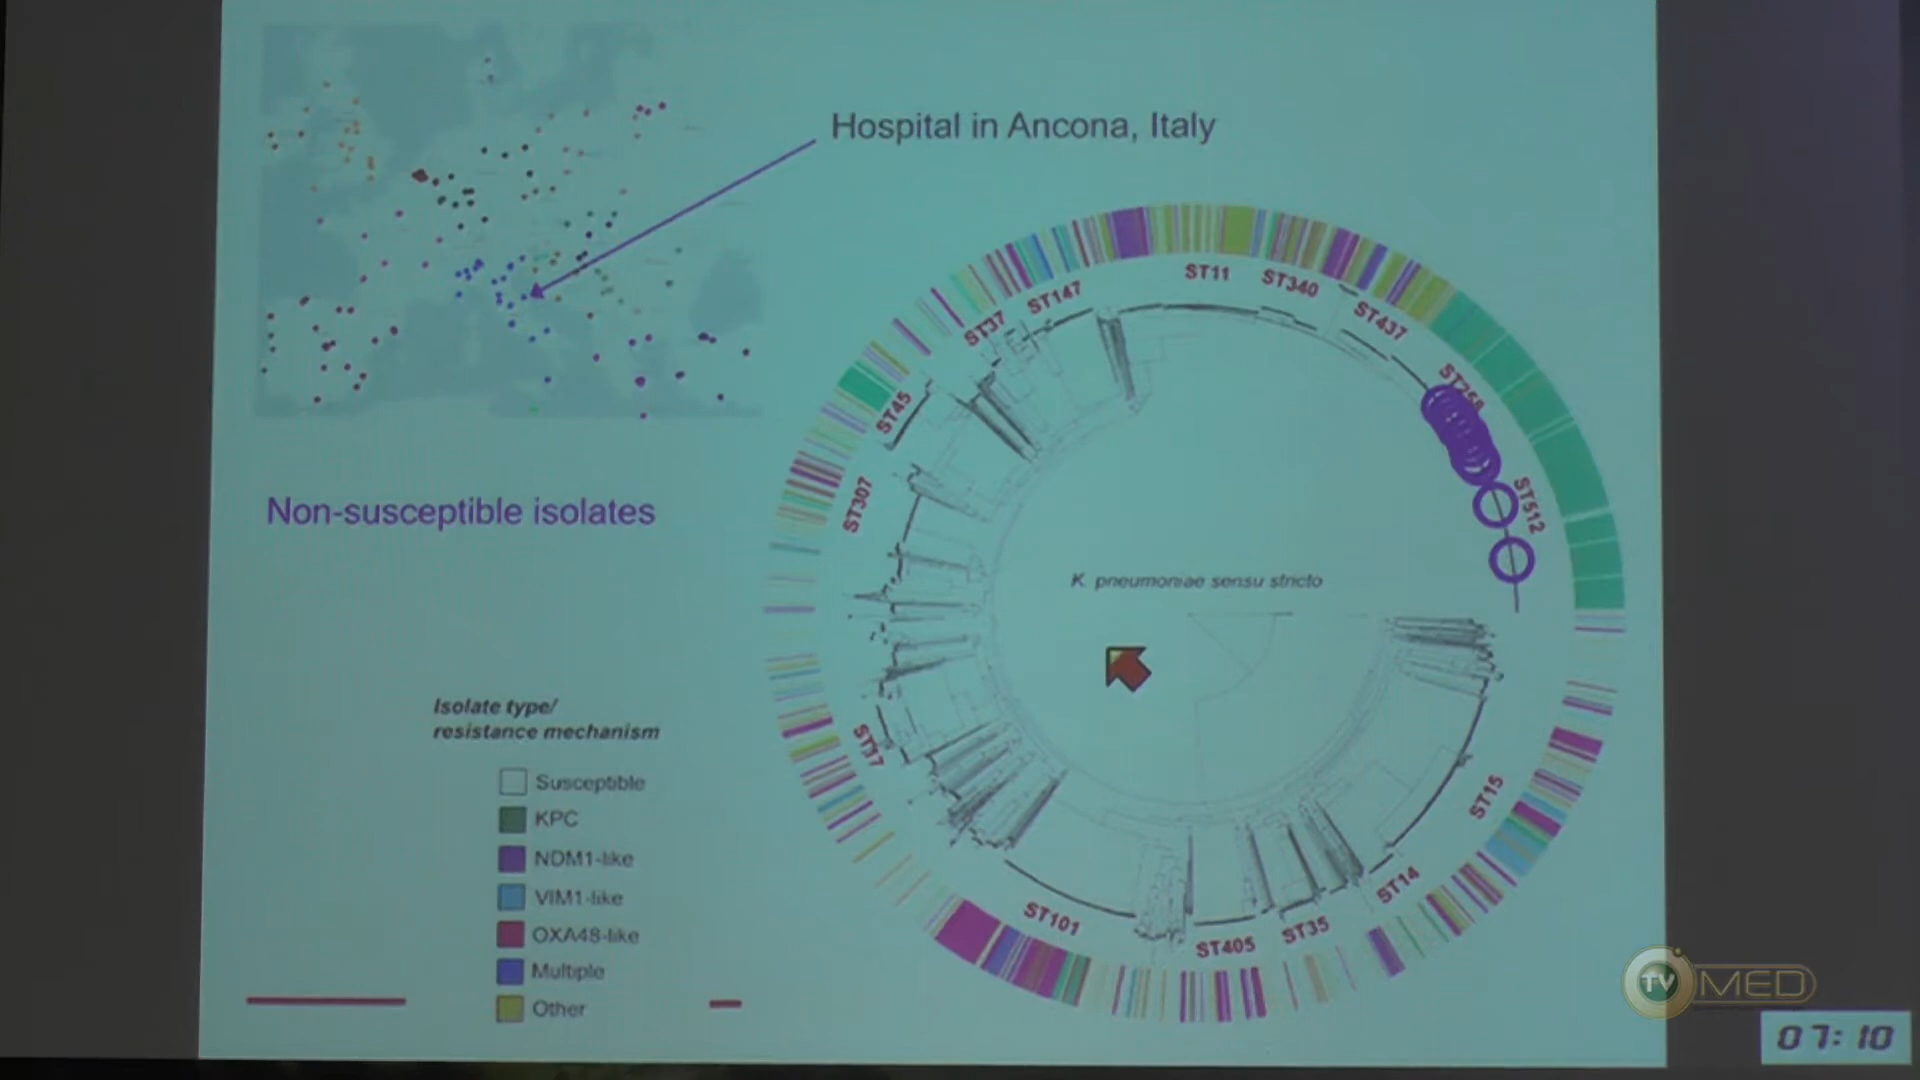 Hospital in Ancona, Italy
ST11
ST340
ST147
ST37
ST437
ST258
ST45
ST512
ST307
Non-susceptible isolates
K. pneumoniae sensu stricto
Isolate type/
resistance mechanism
ST15
Susceptible
KPC
NDM1-like
VIM1-like
OXA48-like
Multiple
Other
ST14
ST101
ST35
ST405
TV MED
07:10